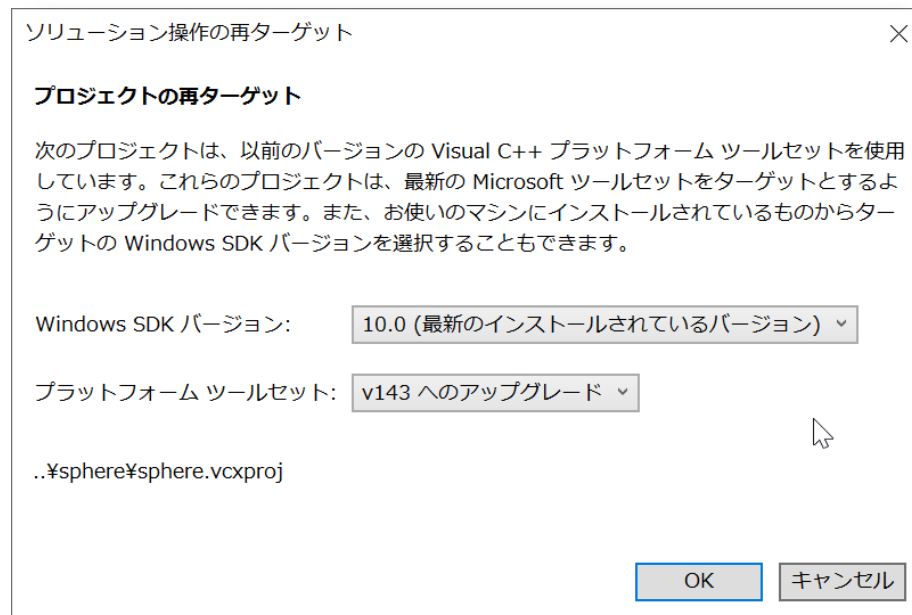 ソリューション操作の再ターゲット
プロジェクトの再ターゲット
次のプロジェクトは、以前のバージョンの Visual C++ プラットフォーム ツールセットを使用
しています。これらのプロジェクトは、最新の Microsoft ツールセットをターゲットとするよ
うにアップグレードできます。また、お使いのマシンにインストールされているものからター
ゲットの Windows SDK バージョンを選択することもできます。
Windows SDK バージョン: 10.0 (最新のインストールされているバージョン)
プラットフォーム ツールセット: v143 へのアップグレード
..¥sphere¥sphere.vcxproj
OK キャンセル